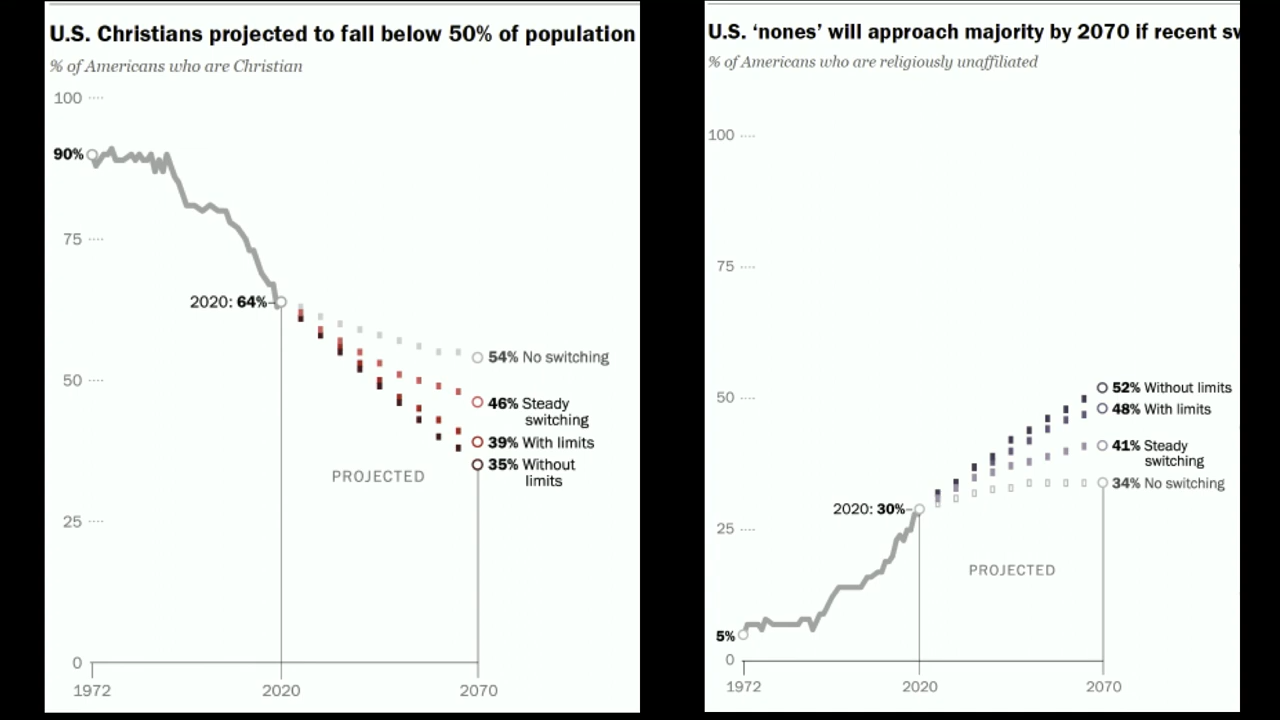 U.S. Christians projected to fall below 50% of population
% of Americans who are Christian
100
90%
75
2020: 64%
54% No switching
50
46% Steady
switching
39% With limits
35% Without
limits
PROJECTED
25
0
1972
2020
2070
U.S. ‘nones’ will approach majority by 2070 if recent
% of Americans who are religiously unaffiliated
100
75
52% Without limits
50
48% With limits
41% Steady
switching
34% No switching
2020: 30%
25
PROJECTED
5%
0
1972
2020
2070